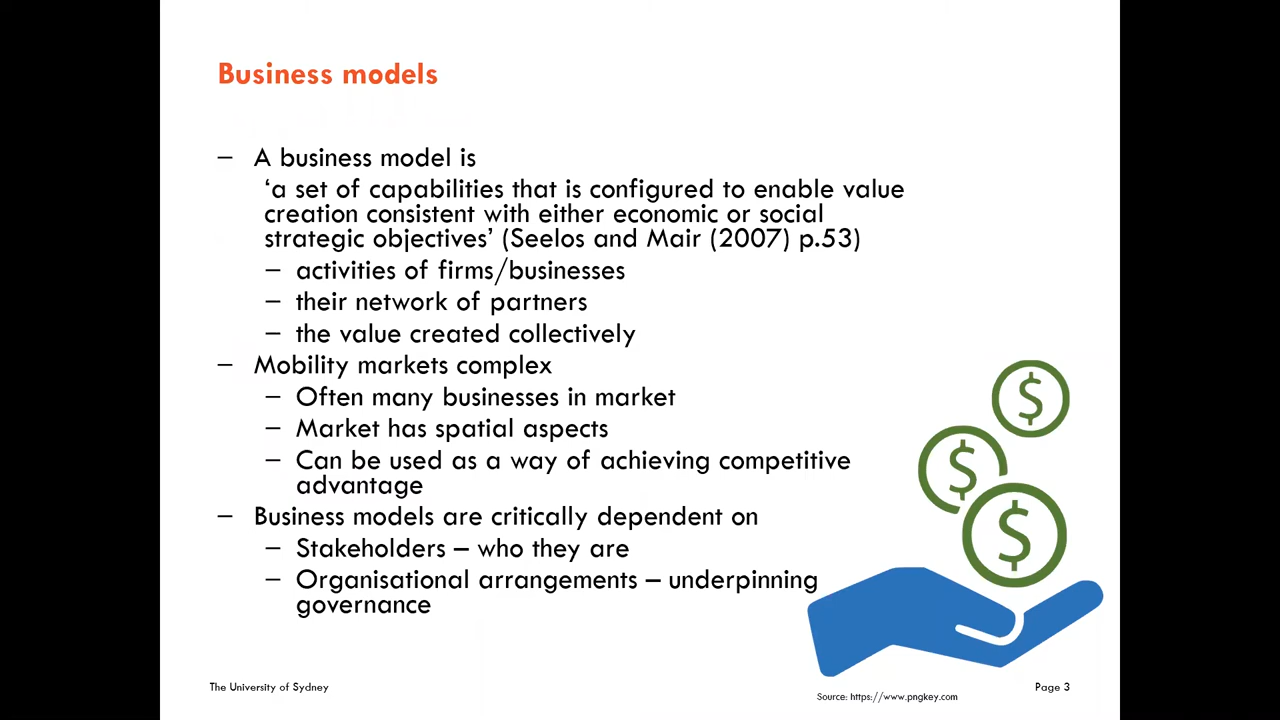 Business models
– A business model is
‘a set of capabilities that is configured to enable value
creation consistent with either economic or social
strategic objectives’ (Seelos and Mair (2007) p.53)
– activities of firms/businesses
– their network of partners
– the value created collectively
– Mobility markets complex
– Often many businesses in market
– Market has spatial aspects
– Can be used as a way of achieving competitive
advantage
– Business models are critically dependent on
– Stakeholders – who they are
– Organisational arrangements – underpinning
governance
$
$
$
The University of Sydney
Source: https://www.pngkey.com
Page 3